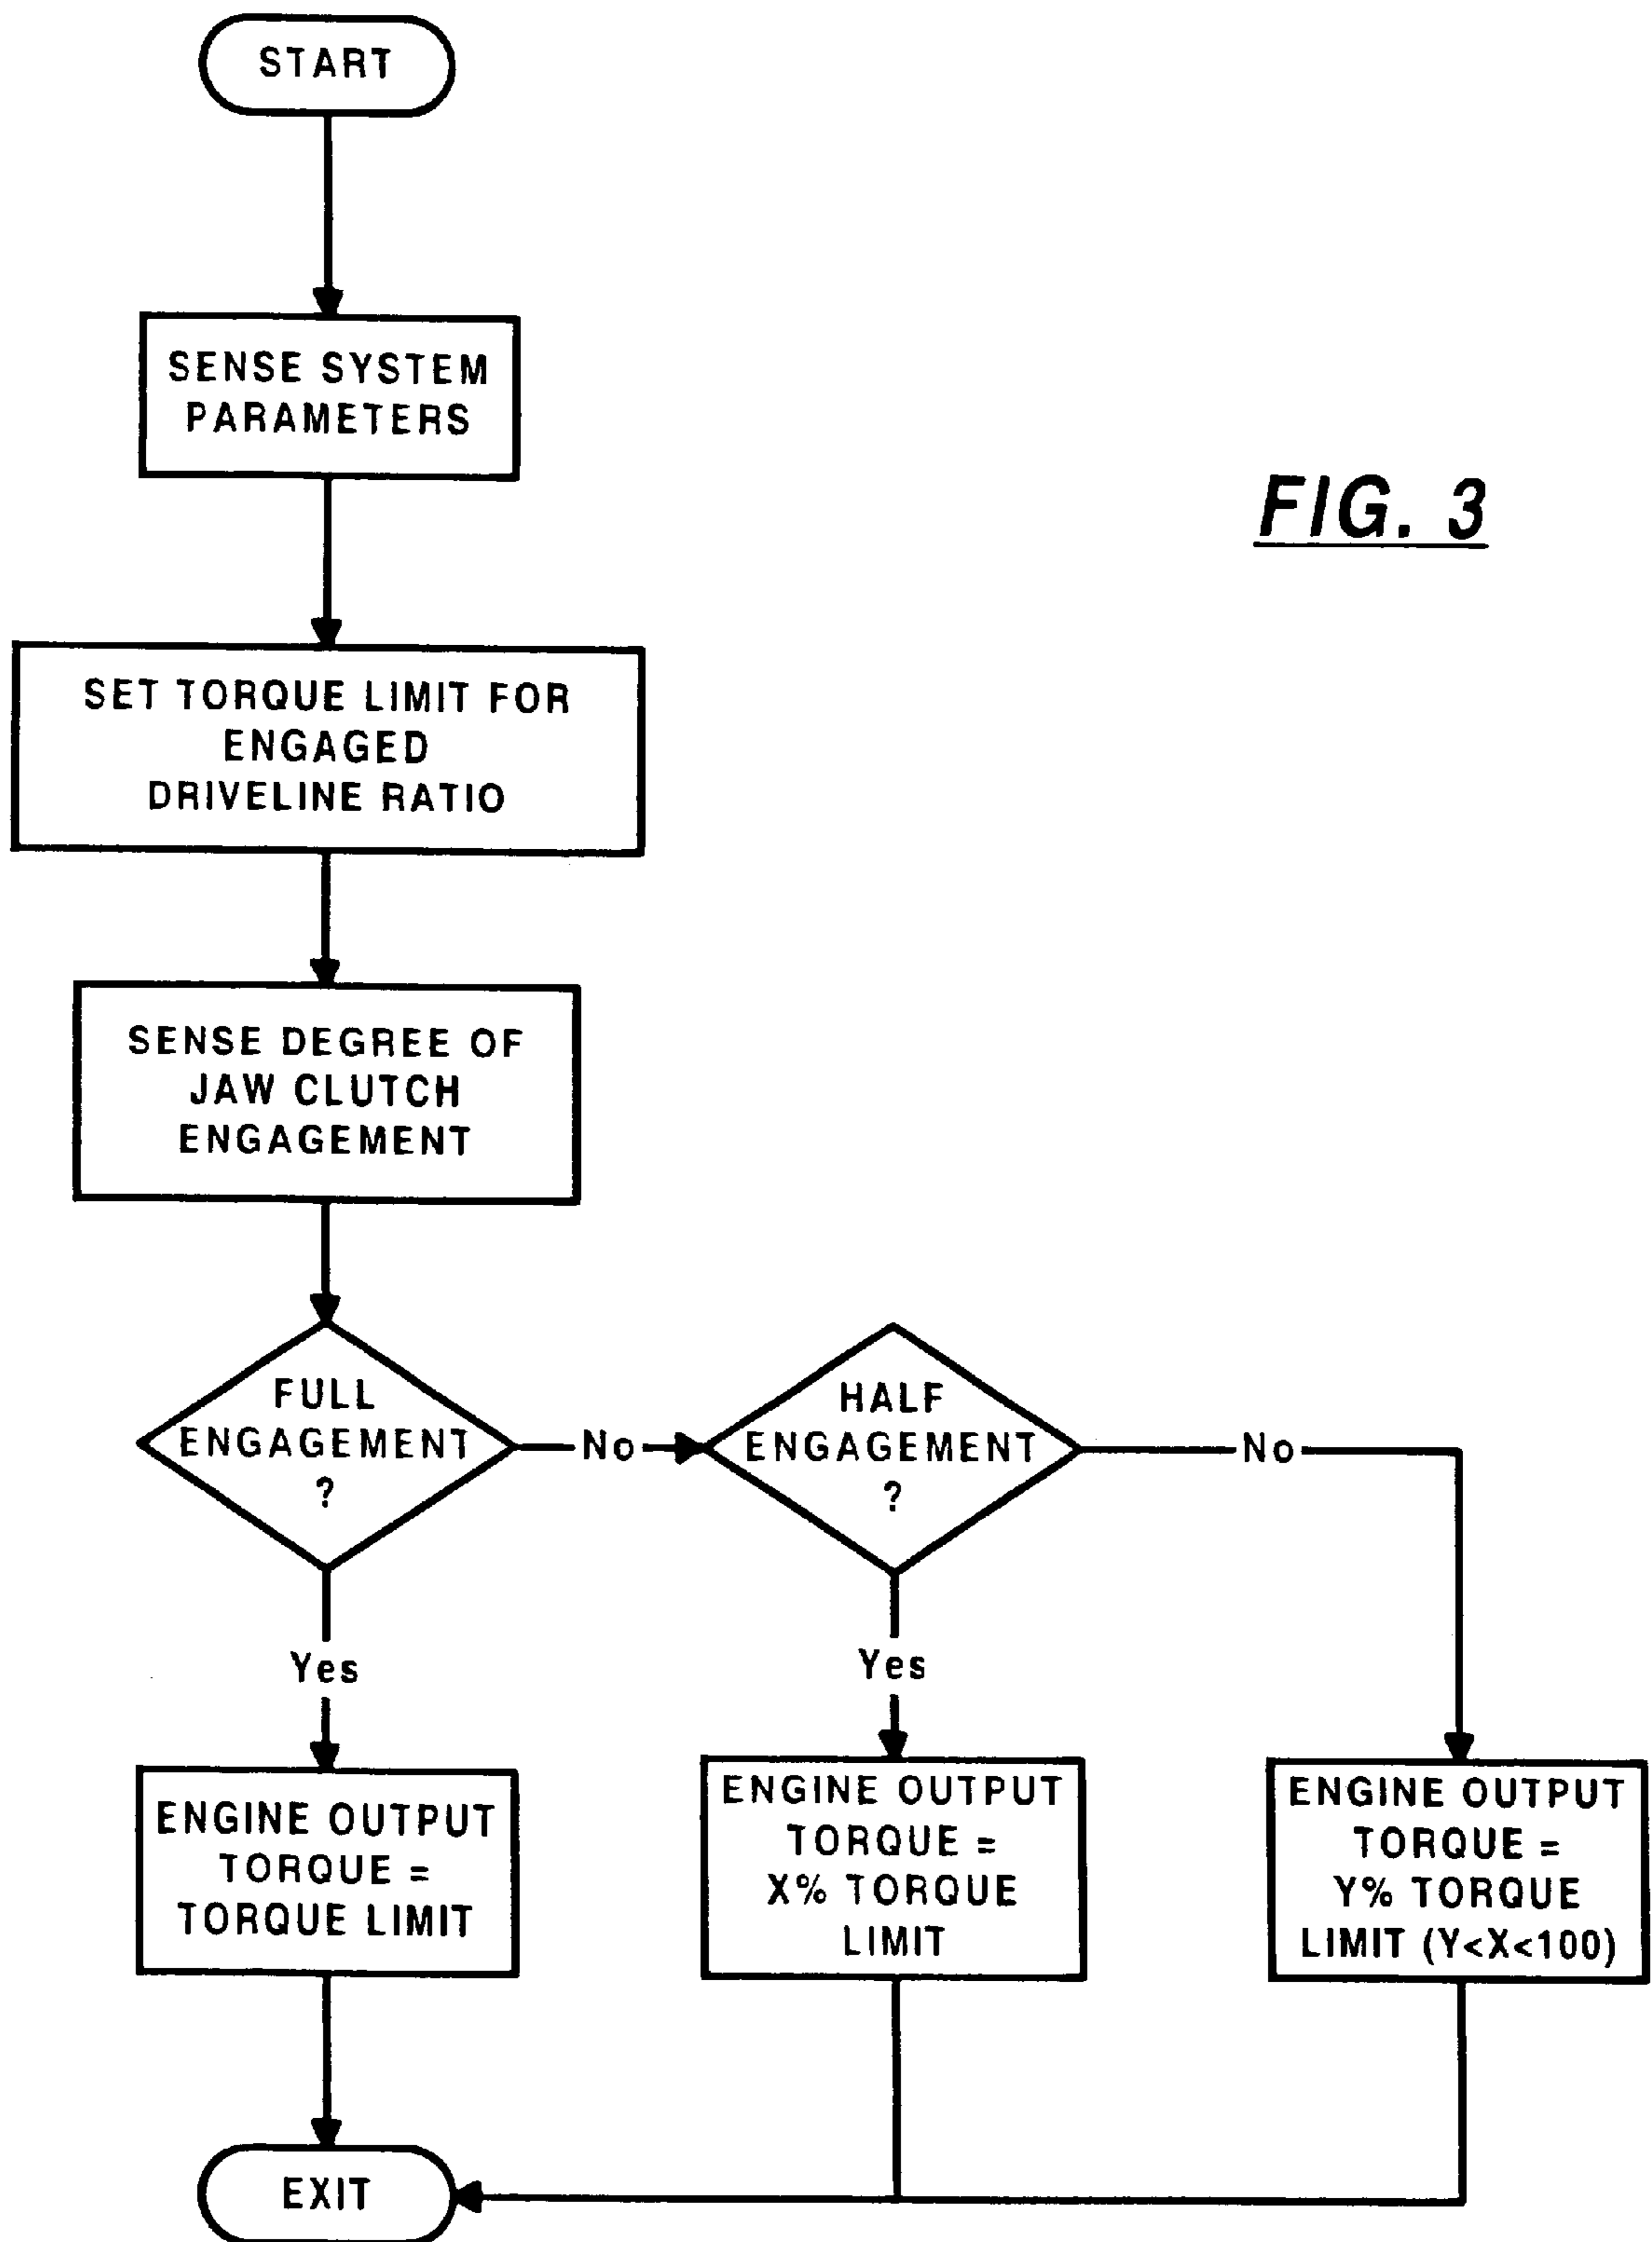 START
SENSE SYSTEM
PARAMETERS
FIG. 3
SET TORQUE LIMIT FOR
ENGAGED
DRIVELINE RATIO
SENSE DEGREE OF
JAW CLUTCH
ENGAGEMENT
FULL
ENGAGEMENT
?
No
HALF
ENGAGEMENT
?
No
Yes
Yes
ENGINE OUTPUT
TORQUE =
TORQUE LIMIT
ENGINE OUTPUT
TORQUE =
X% TORQUE
LIMIT
ENGINE OUTPUT
TORQUE =
Y% TORQUE
LIMIT (Y<X<100)
EXIT